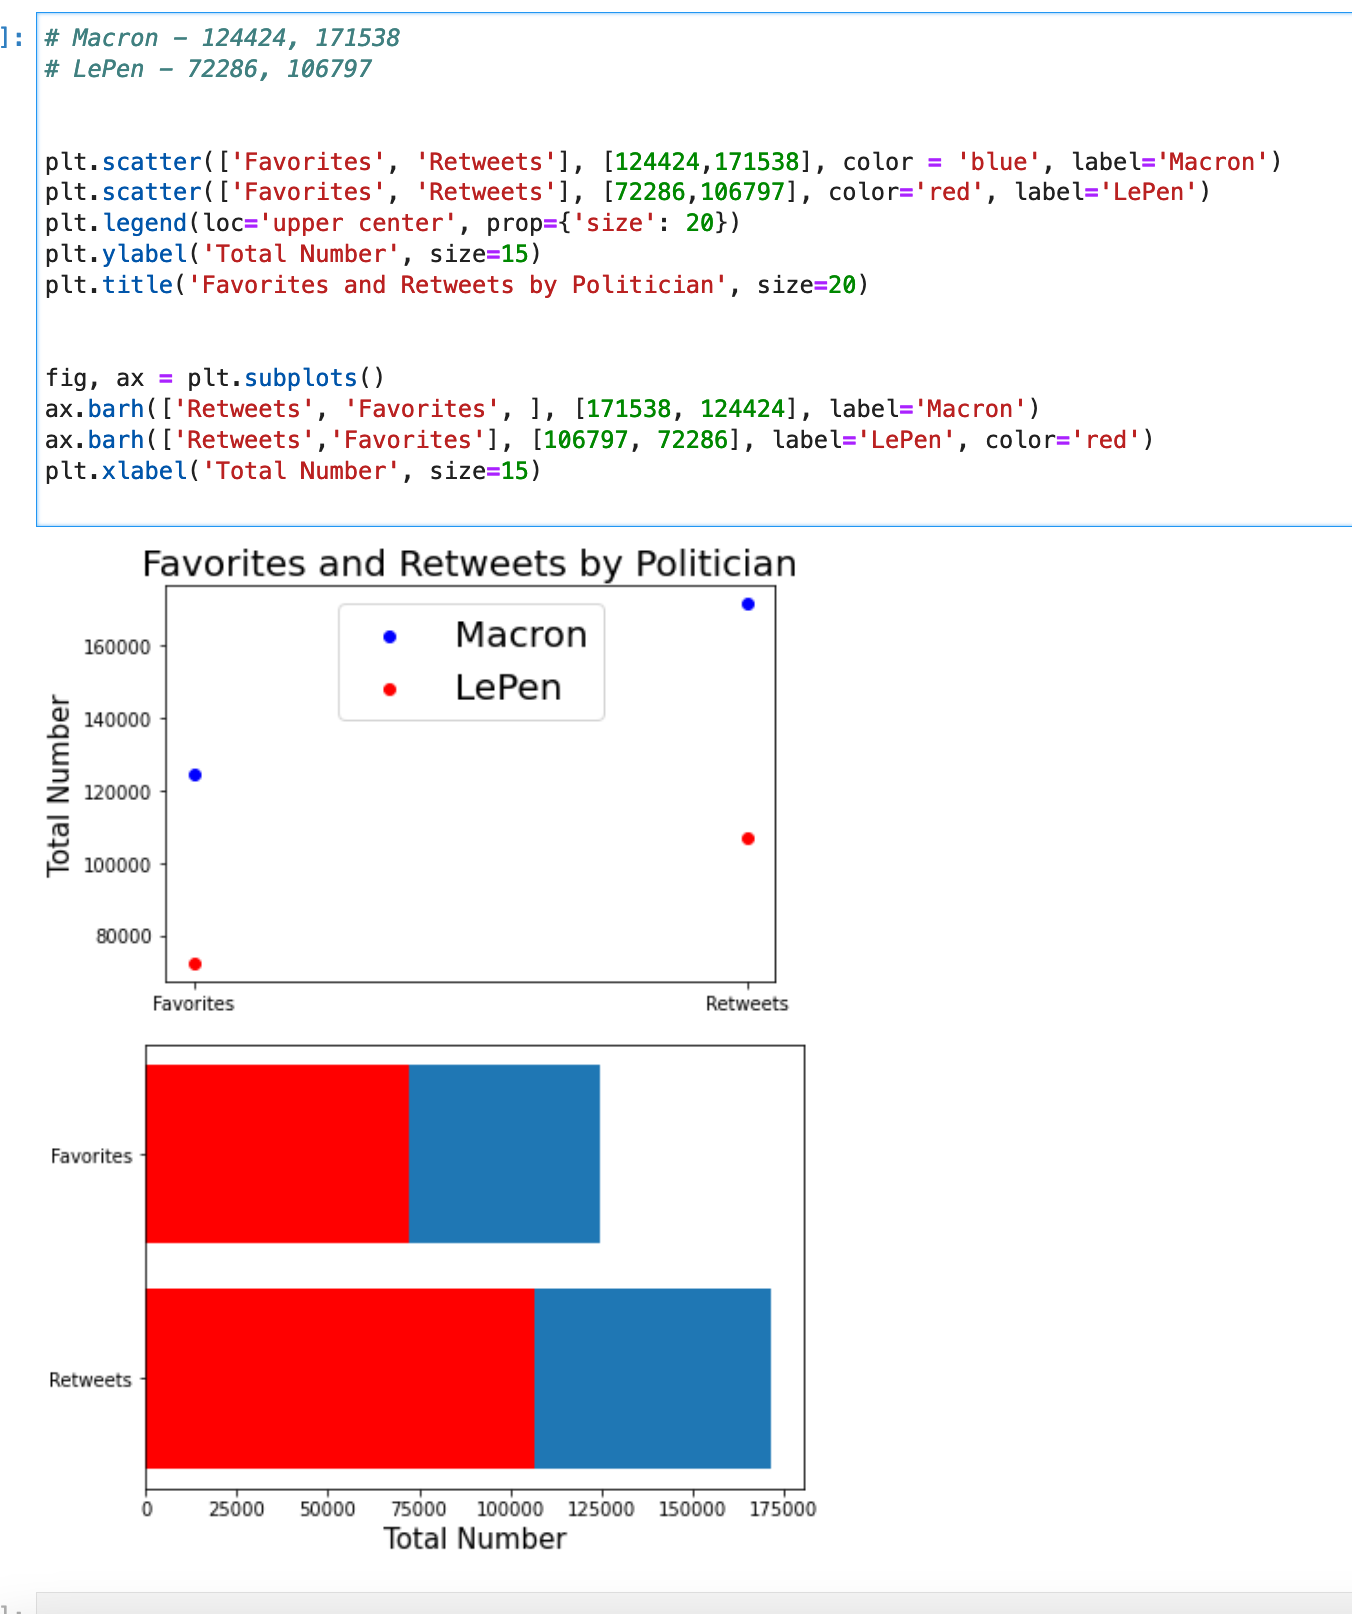 ]: # Macron – 124424, 171538
# LePen – 72286, 106797
plt.scatter(['Favorites', 'Retweets'], [124424,171538], color = 'blue', label='Macron')
plt.scatter(['Favorites', 'Retweets'], [72286,106797], color='red', label='LePen')
plt.legend(loc='upper center', prop={'size': 20})
plt.ylabel('Total Number', size=15)
plt.title('Favorites and Retweets by Politician', size=20)
fig, ax = plt.subplots()
ax.barh(['Retweets', 'Favorites', ], [171538, 124424], label='Macron')
ax.barh(['Retweets','Favorites'], [106797, 72286], label='LePen', color='red')
plt.xlabel('Total Number', size=15)
Favorites and Retweets by Politician
Macron
LePen
160000
140000
120000
100000
80000
Total Number
Favorites Retweets
Favorites
Retweets
0 25000 50000 75000 100000 125000 150000 175000
Total Number
]: